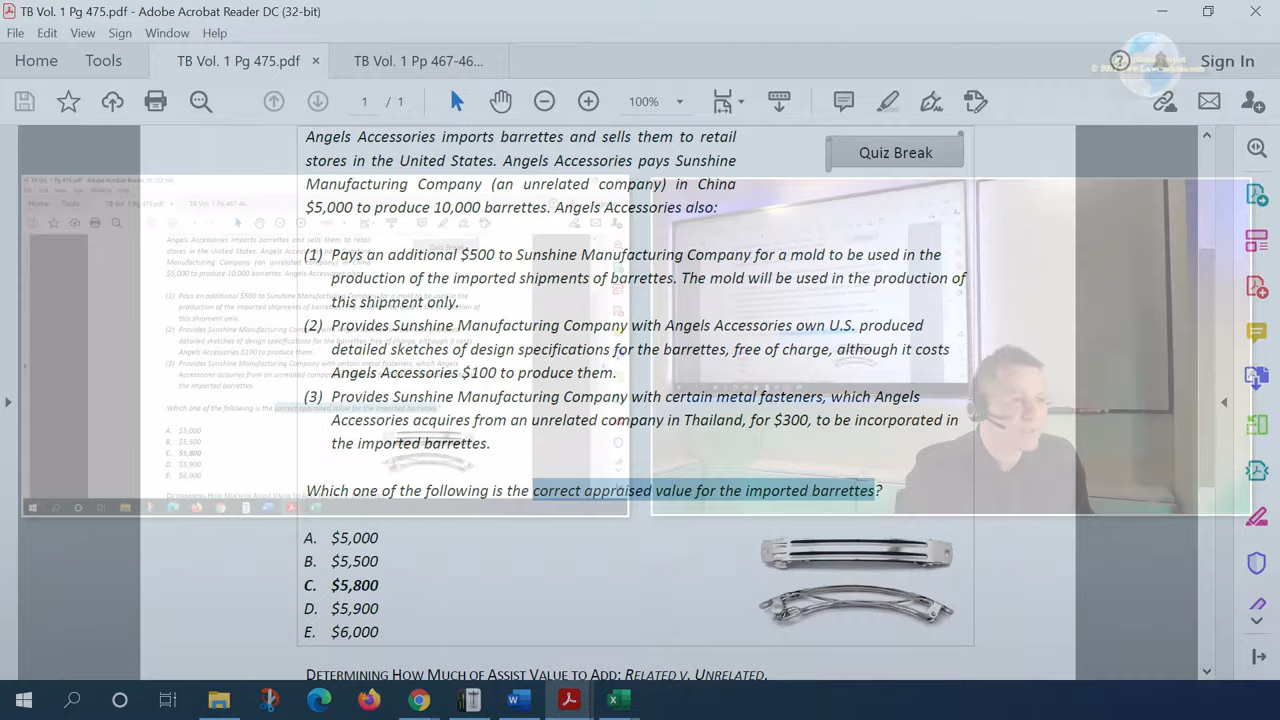 TB Vol. 1 Pg 475.pdf - Adobe Acrobat Reader DC (32-bit)
File Edit View Sign Window Help
Home Tools TB Vol. 1 Pg 475.pdf × TB Vol. 1 Pp 467-46... Sign In
1 / 1 100%
Angels Accessories imports barrettes and sells them to retail
stores in the United States. Angels Accessories pays Sunshine
Manufacturing Company (an unrelated company) in China
$5,000 to produce 10,000 barrettes. Angels Accessories also:
Quiz Break
(1) Pays an additional $500 to Sunshine Manufacturing Company for a mold to be used in the
production of the imported shipments of barrettes. The mold will be used in the production of
this shipment only.
(2) Provides Sunshine Manufacturing Company with Angels Accessories own U.S. produced
detailed sketches of design specifications for the barrettes, free of charge, although it costs
Angels Accessories $100 to produce them.
(3) Provides Sunshine Manufacturing Company with certain metal fasteners, which Angels
Accessories acquires from an unrelated company in Thailand, for $300, to be incorporated in
the imported barrettes.
Which one of the following is the correct appraised value for the imported barrettes?
A. $5,000
B. $5,500
C. $5,800
D. $5,900
E. $6,000
DETERMINING HOW MUCH OF ASSIST VALUE TO ADD: RELATED V. UNRELATED.